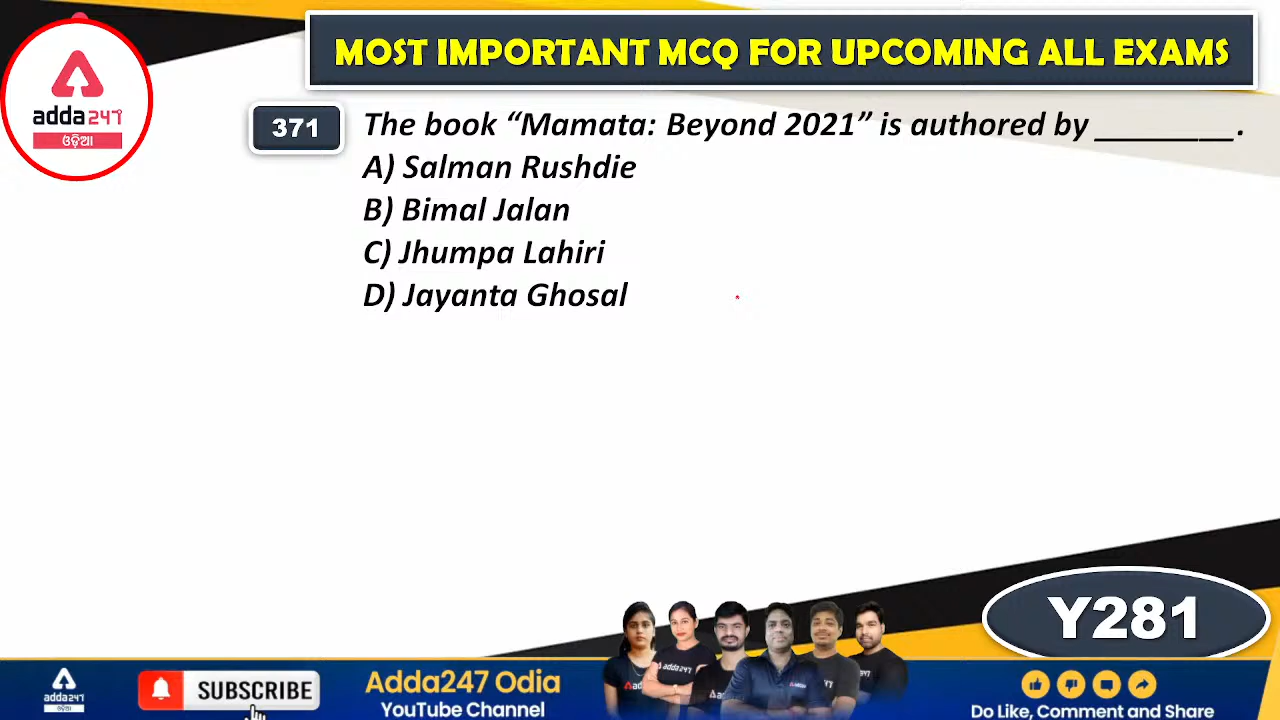 MOST IMPORTANT MCQ FOR UPCOMING ALL EXAMS
adda247
ଓଡ଼ିଆ
371
The book “Mamata: Beyond 2021” is authored by ________.
A) Salman Rushdie
B) Bimal Jalan
C) Jhumpa Lahiri
D) Jayanta Ghosal
Y281
adda247
ଓଡ଼ିଆ
SUBSCRIBE
Adda247 Odia
YouTube Channel
adda247
Do Like, Comment and Share